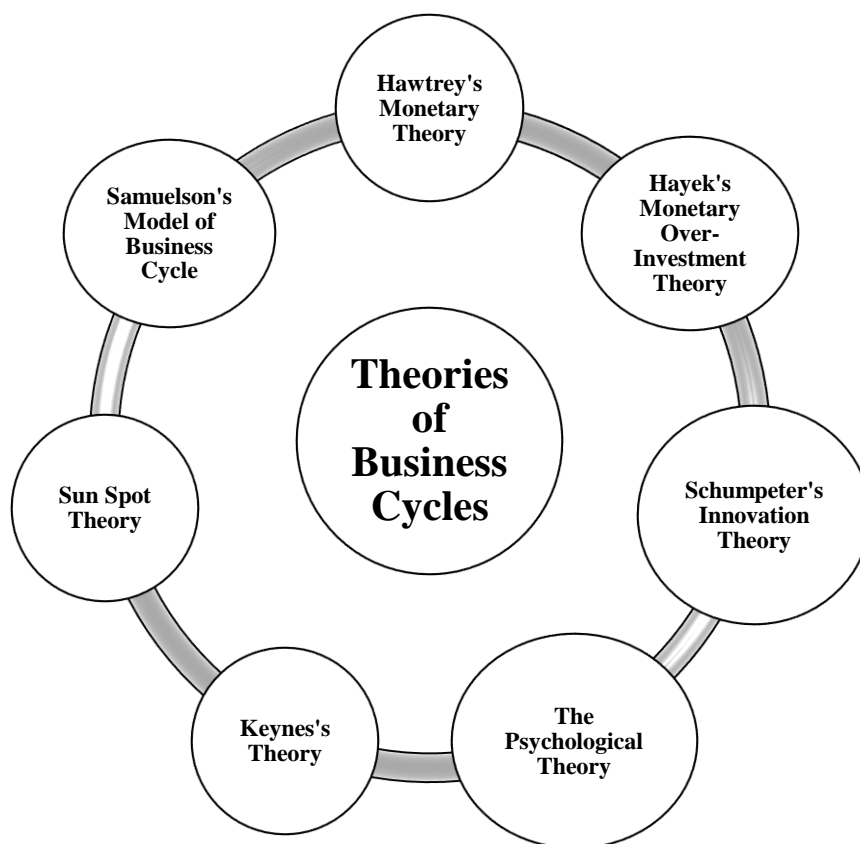 Hawtrey's
Monetary
Theory
Hayek's
Monetary
Over-
Investment
Theory
Schumpeter's
Innovation
Theory
The
Psychological
Theory
Keynes's
Theory
Sun Spot
Theory
Samuelson's
Model of
Business
Cycle
Theories
of
Business
Cycles